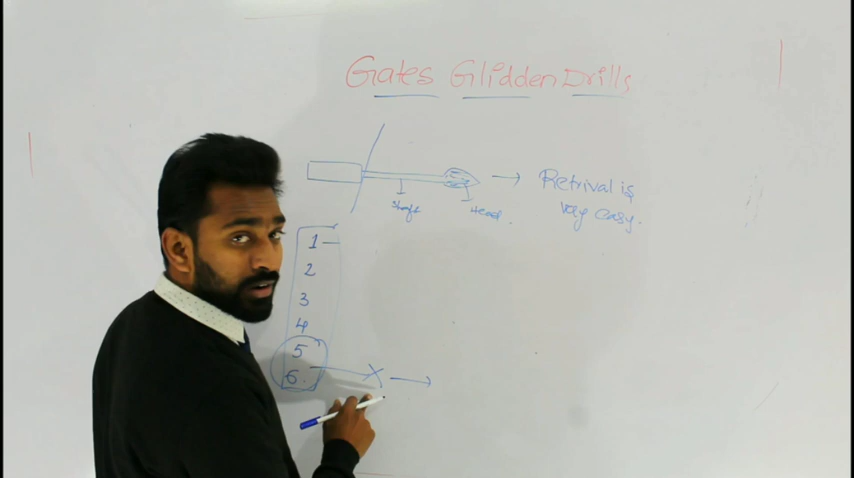 Gates Glidden Drills
Retrival is
very easy.
Shaft
Head.
1
2
3
4
5
6.